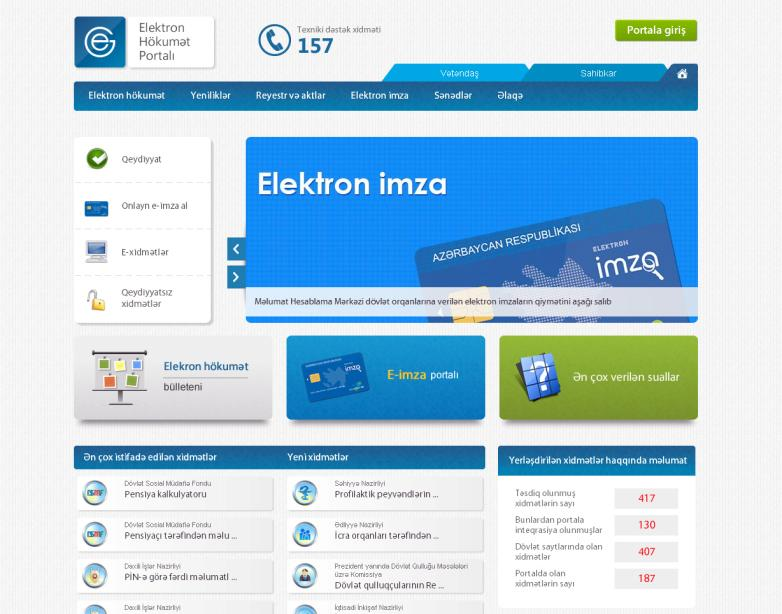 Elektron
Hökumət
Portalı
Texniki dəstək xidməti
157
Portala giriş
Vətəndaş
Sahibkar
Elektron hökumət
Yeniliklər
Reyestr və aktlar
Elektron imza
Sənədlər
Əlaqə
Qeydiyyat
Onlayn e-imza al
E-xidmətlər
Qeydiyyatsız
xidmətlər
Elektron imza
AZƏRBAYCAN RESPUBLİKASI
ELEKTRON
imza
Məlumat Hesablama Mərkəzi dövlət orqanlarına verilən elektron imzaların qiymətini aşağı salıb
Elekron hökumət
bülleteni
imza
E-imza portalı
Ən çox verilən suallar
Ən çox istifadə edilən xidmətlər
Dövlət Sosial Müdafiə Fondu
Pensiya kalkulyatoru
Dövlət Sosial Müdafiə Fondu
Pensiyaçı tərəfindən məlu ...
Daxili İşlər Nazirliyi
PİN-ə görə fərdi məlumatl ...
Daxili İşlər Nazirliyi
Yeni xidmətlər
Səhiyyə Nazirliyi
Profilaktik peyvəndlərin ...
Ədliyyə Nazirliyi
İcra orqanları tərəfindən ...
Prezident yanında Dövlət Qulluğu Məsələləri
üzrə Komissiya
Dövlət qulluqçularının Re ...
İqtisadi İnkişaf Nazirliyi
Yerləşdirilən xidmətlər haqqında məlumat
Təsdiq olunmuş
xidmətlərin sayı
417
Bunlardan portala
inteqrasiya olunmuşlar
130
Dövlət saytlarında olan
xidmətlər
407
Portalda olan
xidmətlərin sayı
187